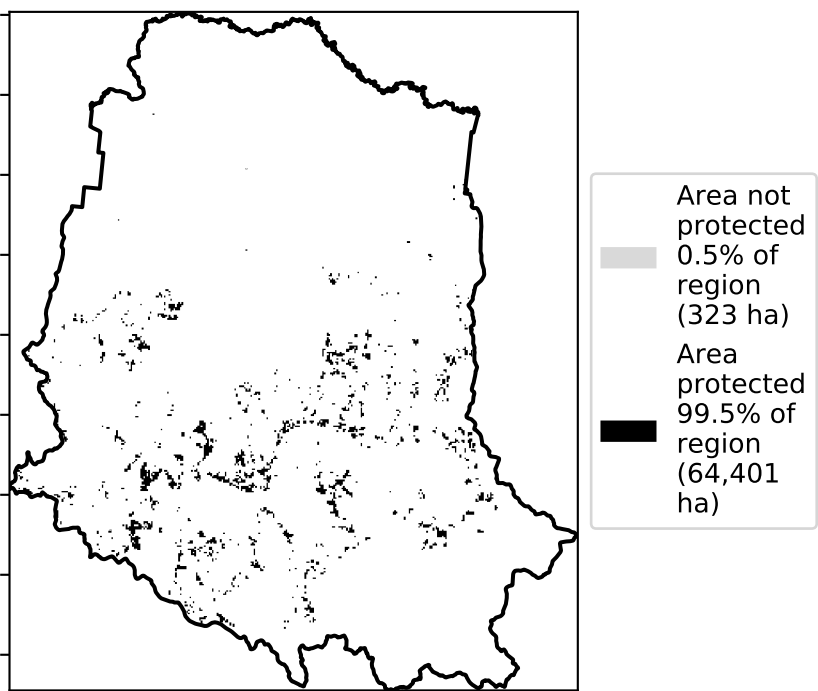 Area not
protected
0.5% of
region
(323 ha)
Area
protected
99.5% of
region
(64,401
ha)